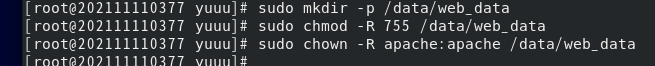 [root@202111110377 yuuu]# sudo mkdir -p /data/web_data
[root@202111110377 yuuu]# sudo chmod -R 755 /data/web_data
[root@202111110377 yuuu]# sudo chown -R apache:apache /data/web_data
[root@202111110377 yuuu]#